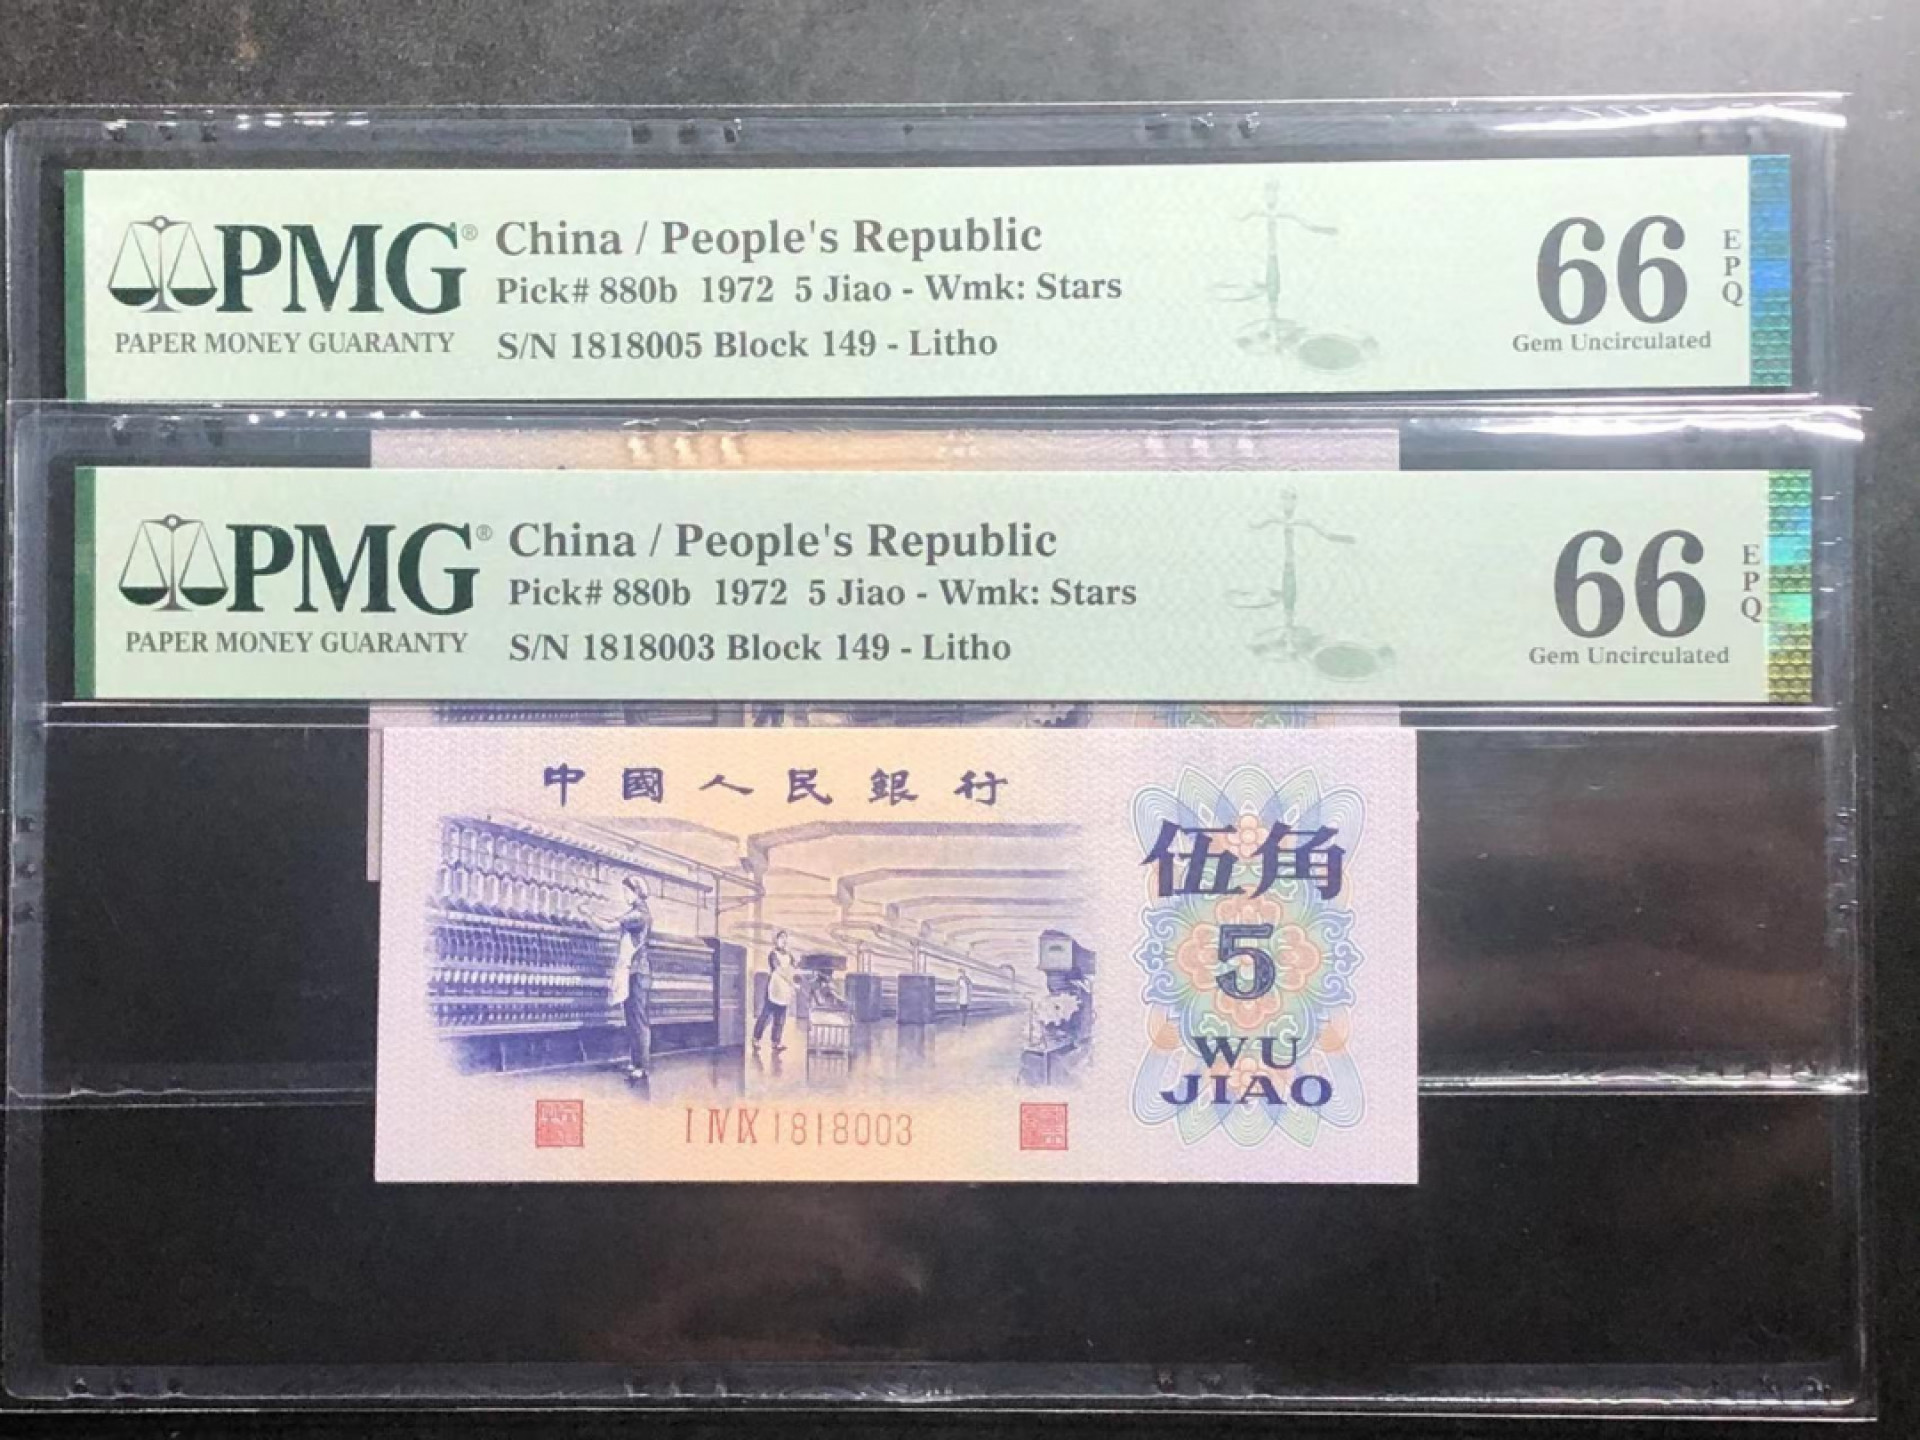 PMG®
PAPER MONEY GUARANTY
China / People's Republic
Pick# 880b 1972 5 Jiao - Wmk: Stars
S/N 1818005 Block 149 - Litho
66
EPQ
Gem Uncirculated
PMG®
PAPER MONEY GUARANTY
China / People's Republic
Pick# 880b 1972 5 Jiao - Wmk: Stars
S/N 1818003 Block 149 - Litho
66
EPQ
Gem Uncirculated
中國人民銀行
伍角
5
WU
JIAO
I IV IX 1818003